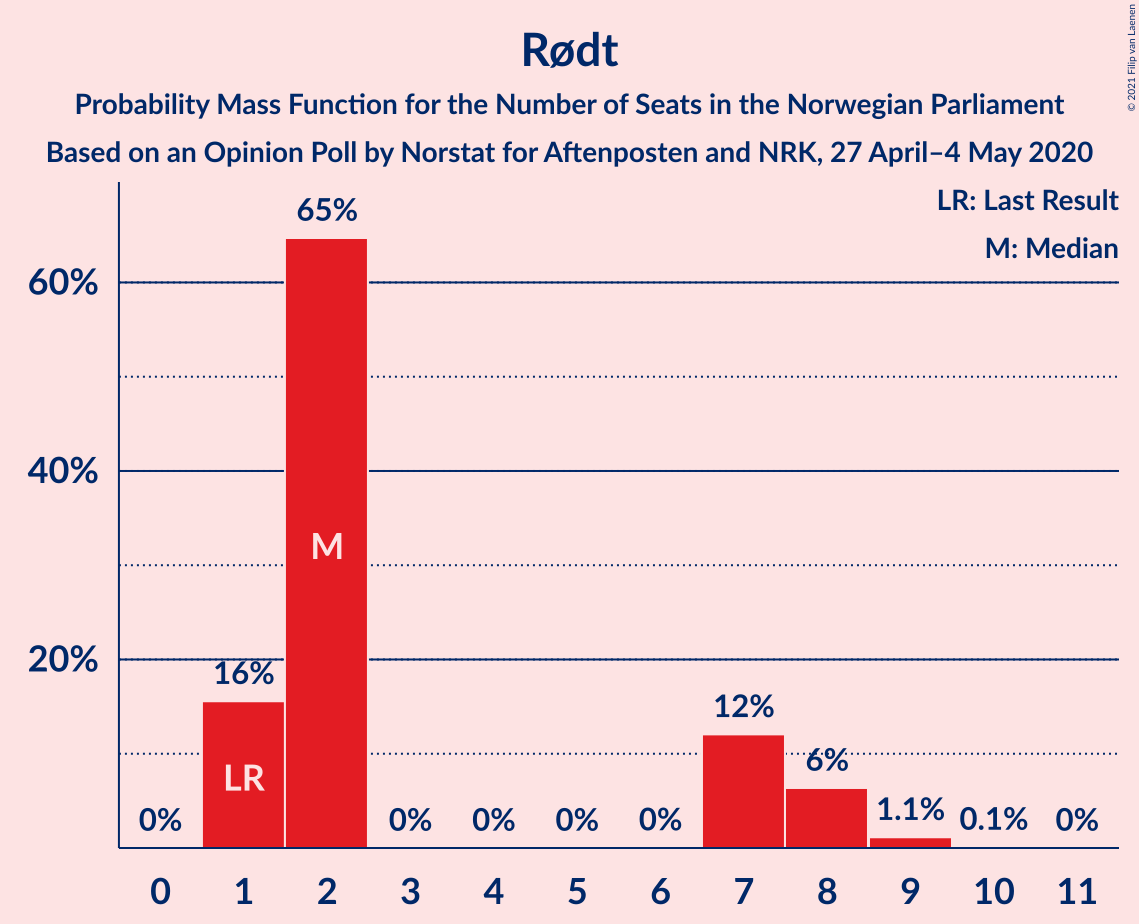 Rødt
Probability Mass Function for the Number of Seats in the Norwegian Parliament
Based on an Opinion Poll by Norstat for Aftenposten and NRK, 27 April–4 May 2020
© 2021 Filip van Laenen
LR: Last Result
M: Median
60%
40%
20%
0%
16%
65%
0%
0%
0%
0%
12%
6%
1.1%
0.1%
0%
LR
M
0 1 2 3 4 5 6 7 8 9 10 11